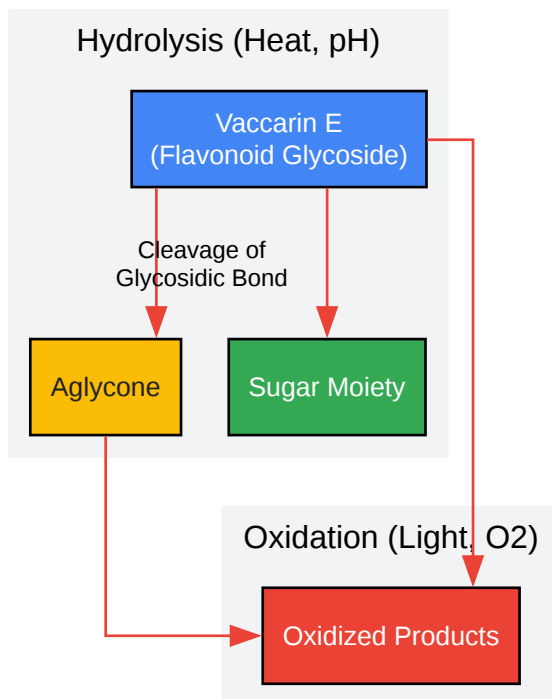 Hydrolysis (Heat, pH)
Vaccarin E
(Flavonoid Glycoside)
Cleavage of
Glycosidic Bond
Aglycone
Sugar Moiety
Oxidation (Light, O2)
Oxidized Products